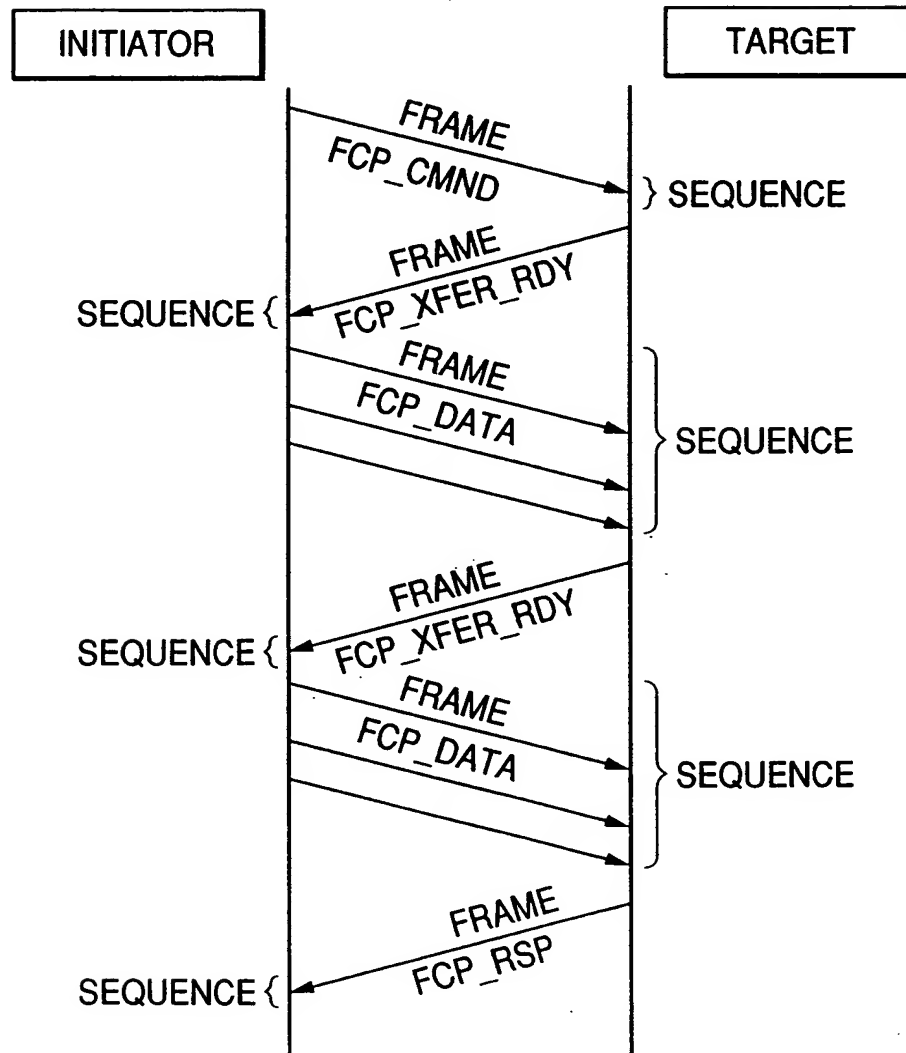 INITIATOR
TARGET
FRAME
FCP_CMND
} SEQUENCE
FRAME
FCP_XFER_RDY
SEQUENCE {
FRAME
FCP_DATA
} SEQUENCE
FRAME
FCP_XFER_RDY
SEQUENCE {
FRAME
FCP_DATA
} SEQUENCE
FRAME
FCP_RSP
SEQUENCE {